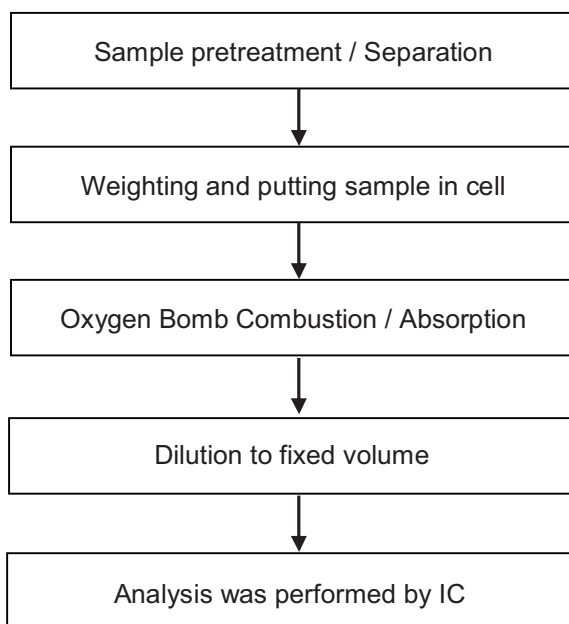 Sample pretreatment / Separation
Weighting and putting sample in cell
Oxygen Bomb Combustion / Absorption
Dilution to fixed volume
Analysis was performed by IC